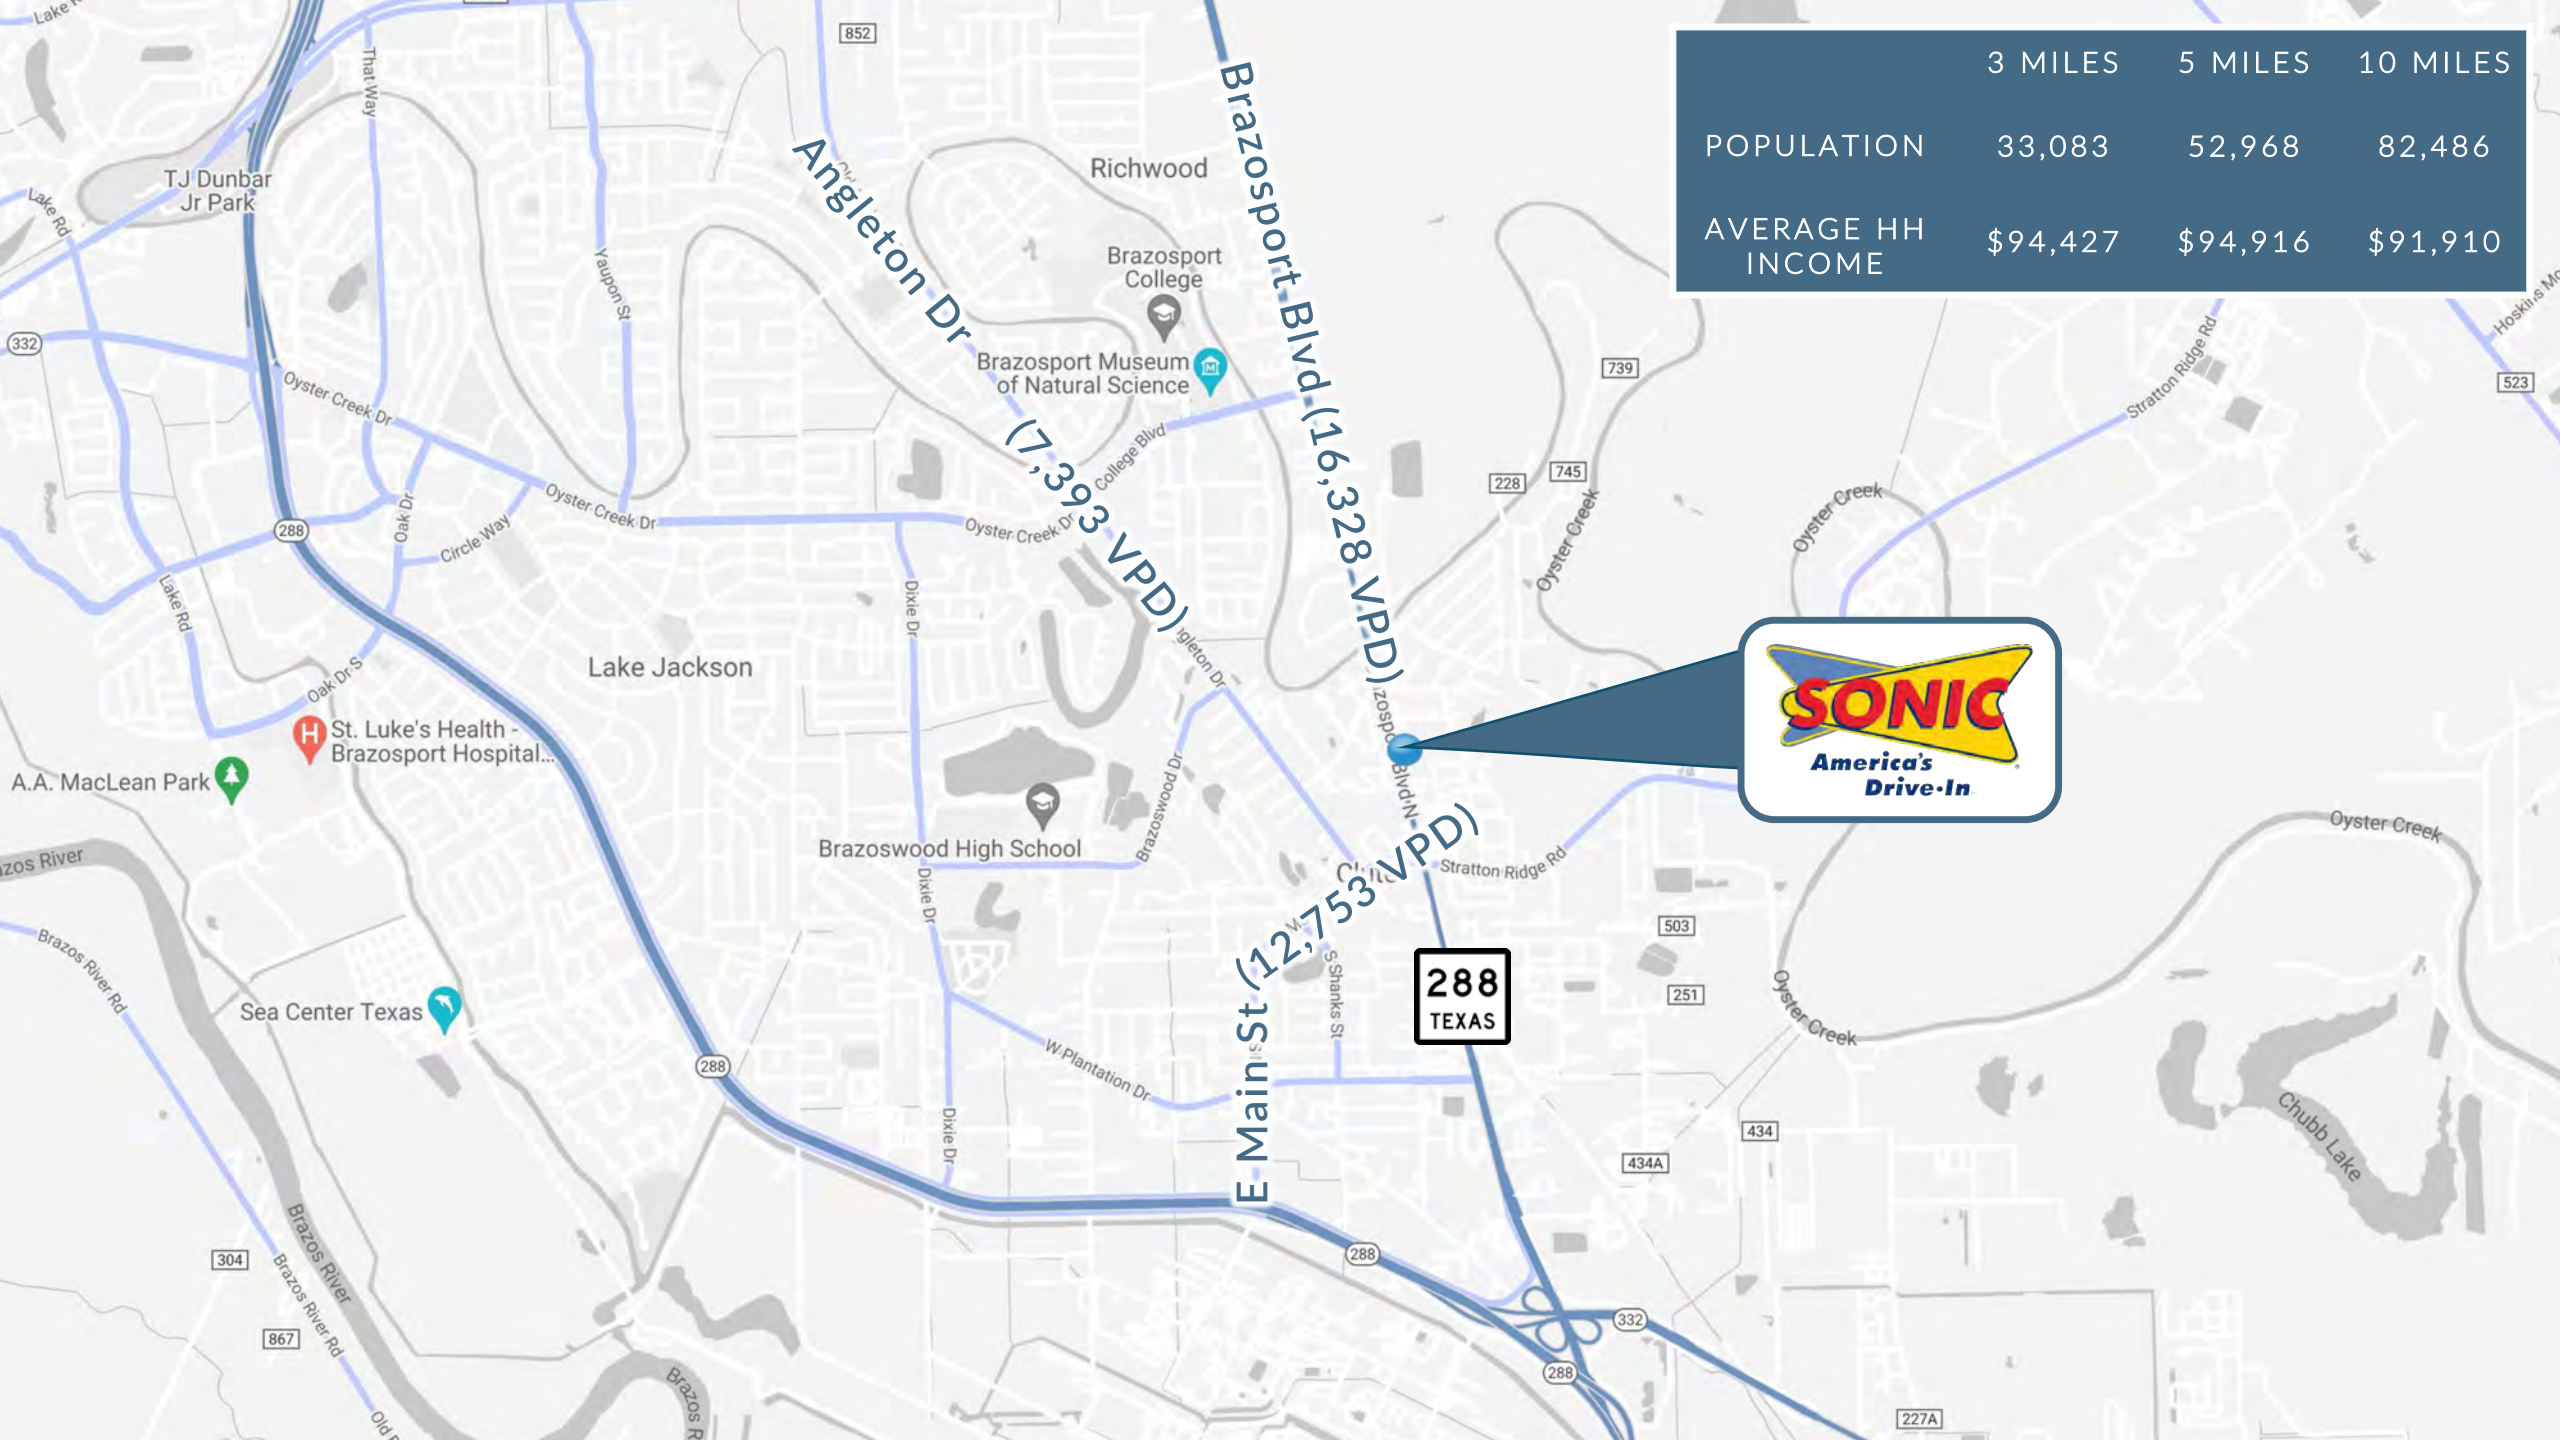 3 MILES 5 MILES 10 MILES
POPULATION 33,083 52,968 82,486
AVERAGE HH
INCOME $94,427 $94,916 $91,910
Brazosport Blvd (16,328 VPD)
Angleton Dr (7,393 VPD)
E Main St (12,753 VPD)
SONIC
America's
Drive-In
288
TEXAS
852
That Way
TJ Dunbar
Jr Park
Lake Rd
332
Oyster Creek Dr
Yaupon St
Richwood
Brazosport
College
Brazosport Museum
of Natural Science
College Blvd
739
745
228
Oyster Creek
Oyster Creek
Stratton Ridge Rd
523
288
Oak Dr
Circle Way
Oyster Creek Dr
Oyster Creek Dr
Dixie Dr
Lake Rd
Oak Dr S
Lake Jackson
St. Luke's Health -
Brazosport Hospital...
A.A. MacLean Park
Brazoswood High School
Brazoswood Dr
Blvd N
Stratton Ridge Rd
Oyster Creek
Brazos River Rd
Dixie Dr
503
251
S Shanks St
Oyster Creek
Sea Center Texas
W Plantation Dr
288
Dixie Dr
434
434A
Chubb Lake
Brazos River
304
Brazos River Rd
867
288
332
288
227A